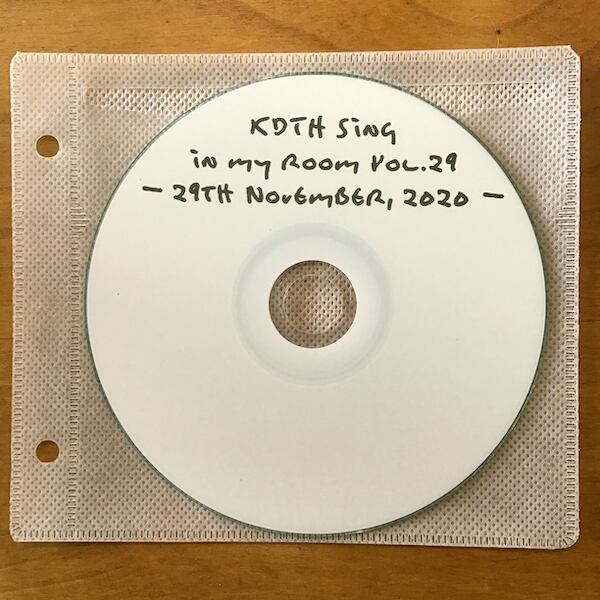 KDTH SiNG
in my ROOM VOL.29
- 29TH NovEmBER, 2020 -